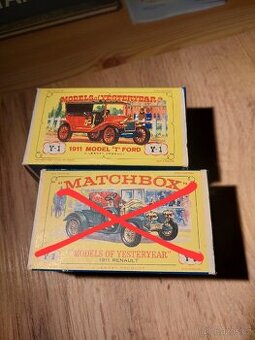 MODELS OF YESTERYEAR
Y-1
1911 MODEL "T" FORD
Y-1
"MATCHBOX"
"MODELS OF YESTERYEAR"
1911 RENAULT